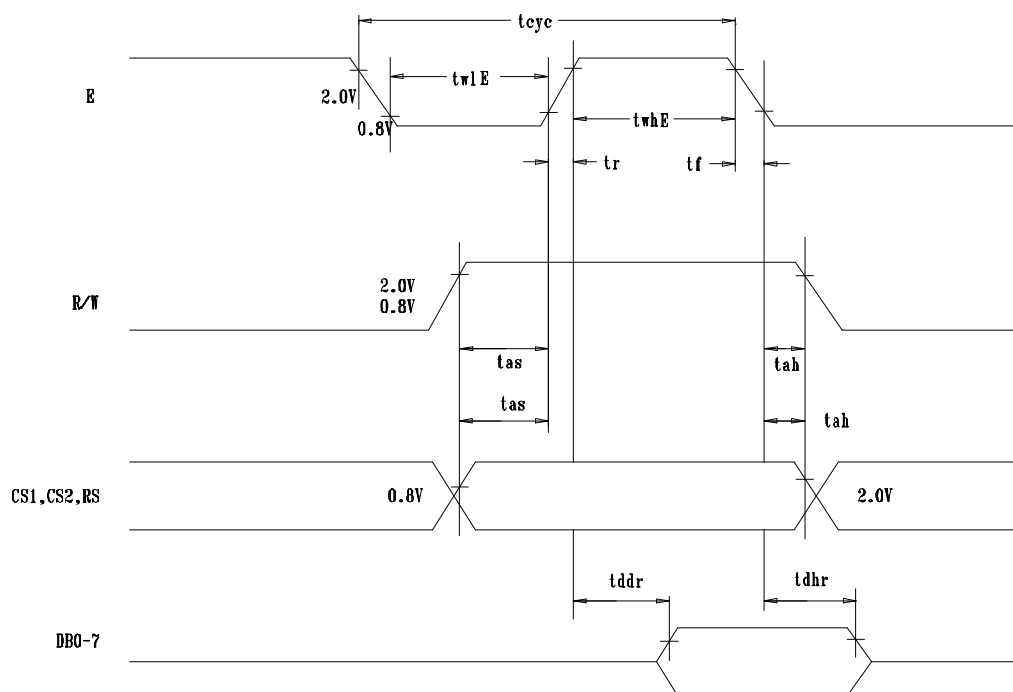 tcyc
twlE
E
2.0V
0.8V
twhE
tr
tf
2.0V
R/W
0.8V
tas
tah
tas
tah
CS1,CS2,RS
0.8V
2.0V
tddr
tdhr
DB0-7